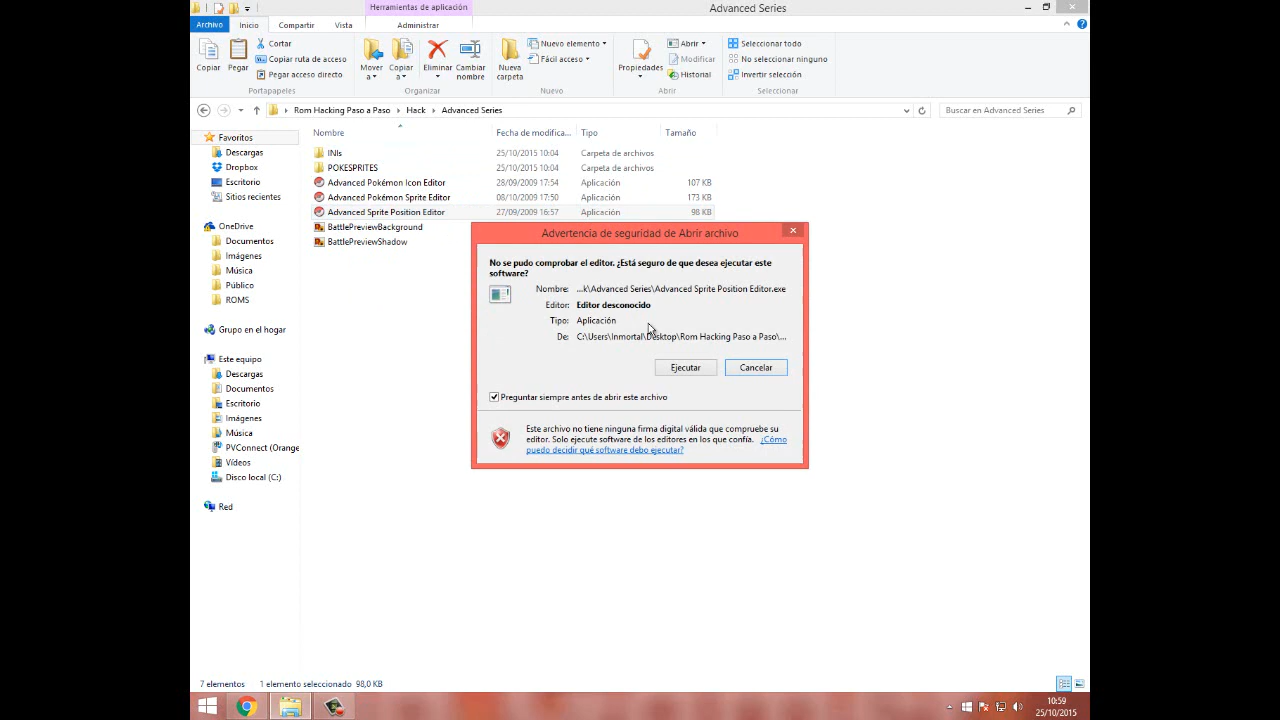 Herramientas de aplicación
Advanced Series
Archivo
Inicio
Compartir
Vista
Administrar
Copiar
Pegar
Cortar
Copiar ruta de acceso
Pegar acceso directo
Portapapeles
Mover a
Copiar a
Eliminar
Cambiar nombre
Organizar
Nueva carpeta
Nuevo elemento
Fácil acceso
Nuevo
Propiedades
Abrir
Modificar
Historial
Abrir
Seleccionar todo
No seleccionar ninguno
Invertir selección
Seleccionar
Rom Hacking Paso a Paso
Hack
Advanced Series
Buscar en Advanced Series
Nombre
Fecha de modifica...
Tipo
Tamaño
Favoritos
Descargas
Dropbox
Escritorio
Sitios recientes
OneDrive
Documentos
Imágenes
Música
Público
ROMS
Grupo en el hogar
Este equipo
Descargas
Documentos
Escritorio
Imágenes
Música
PVConnect (Orange
Vídeos
Disco local (C:)
Red
INIs 25/10/2015 10:04 Carpeta de archivos
POKESPRITES 25/10/2015 10:04 Carpeta de archivos
Advanced Pokémon Icon Editor 28/09/2009 17:54 Aplicación 107 KB
Advanced Pokémon Sprite Editor 08/10/2009 17:50 Aplicación 173 KB
Advanced Sprite Position Editor 27/09/2009 16:57 Aplicación 98 KB
BattlePreviewBackground
BattlePreviewShadow
Advertencia de seguridad de Abrir archivo
No se pudo comprobar el editor. ¿Está seguro de que desea ejecutar este
software?
Nombre: ...k\Advanced Series\Advanced Sprite Position Editor.exe
Editor: Editor desconocido
Tipo: Aplicación
De: C:\Users\Inmortal\Desktop\Rom Hacking Paso a Paso\...
Ejecutar
Cancelar
Preguntar siempre antes de abrir este archivo
Este archivo no tiene ninguna firma digital válida que compruebe su
editor. Solo ejecute software de los editores en los que confía. ¿Cómo
puedo decidir qué software debo ejecutar?
7 elementos
1 elemento seleccionado 98,0 KB
10:59
25/10/2015